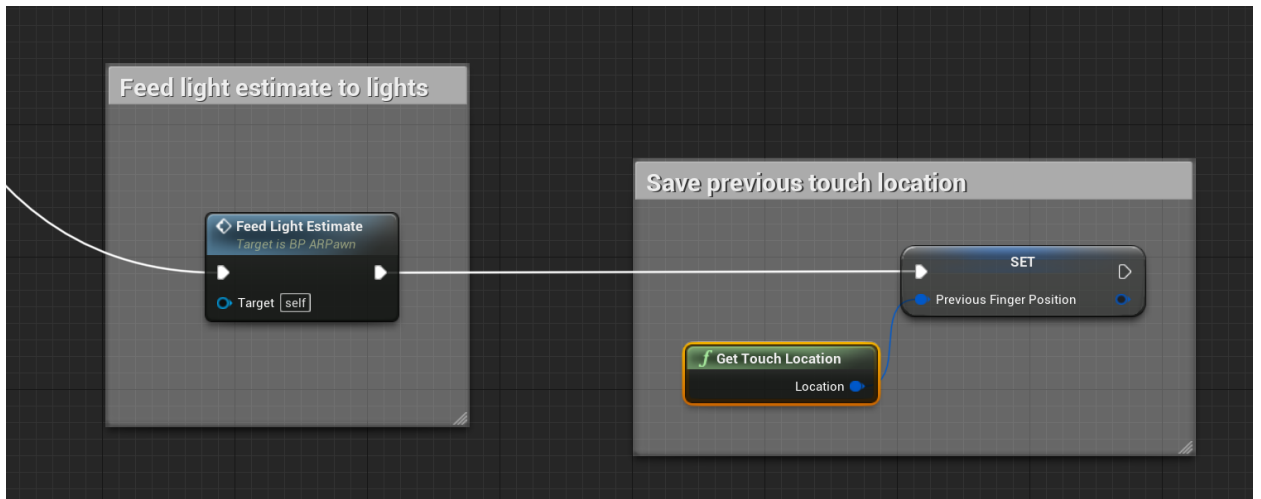 Feed light estimate to lights
Feed Light Estimate
Target is BP ARPawn
Target self
Save previous touch location
SET
Previous Finger Position
f Get Touch Location
Location